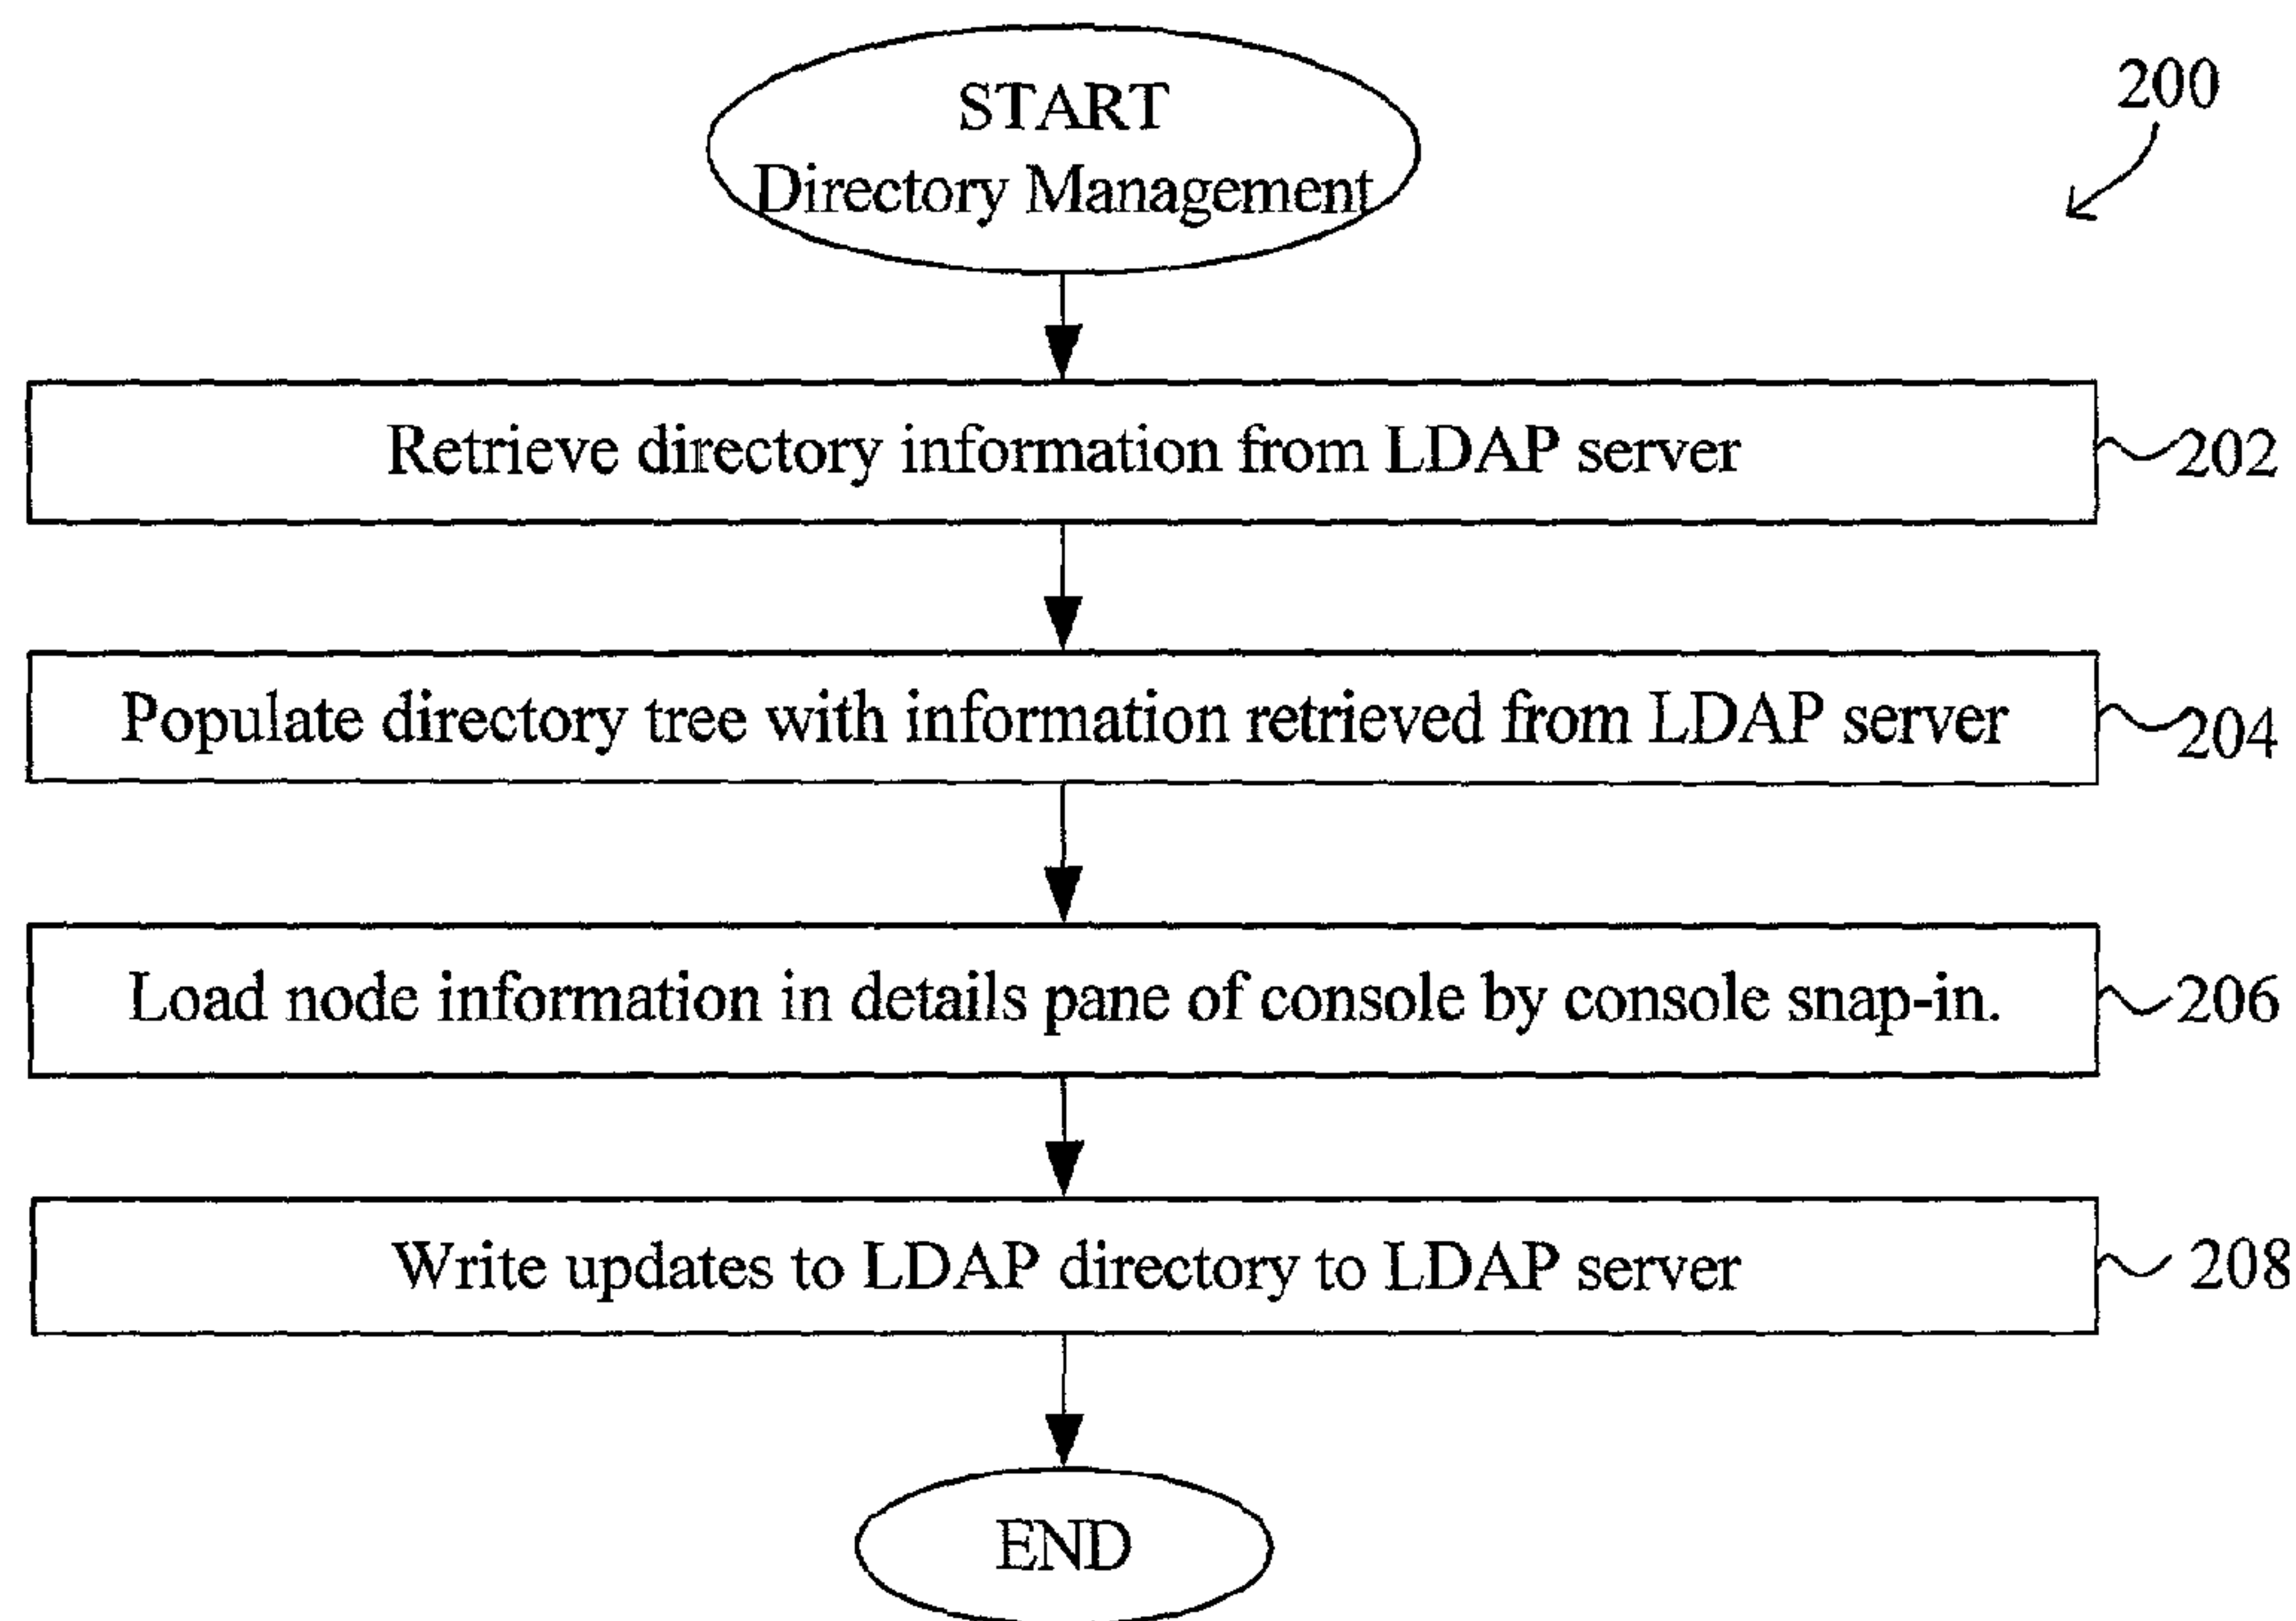 START
Directory Management
200
Retrieve directory information from LDAP server
202
Populate directory tree with information retrieved from LDAP server
204
Load node information in details pane of console by console snap-in.
206
Write updates to LDAP directory to LDAP server
208
END